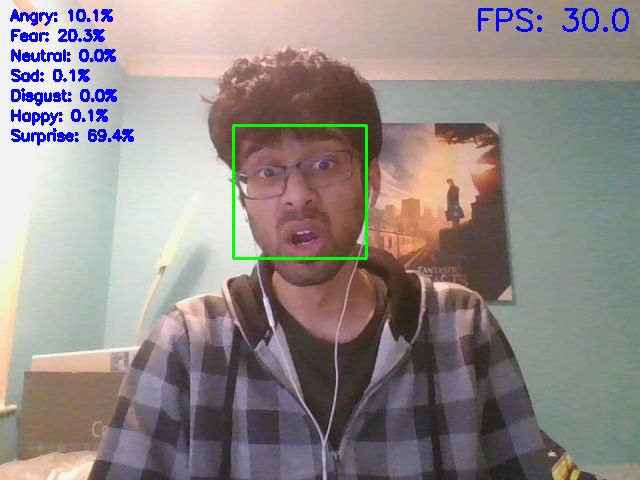 Angry: 10.1%
Fear: 20.3%
Neutral: 0.0%
Sad: 0.1%
Disgust: 0.0%
Happy: 0.1%
Surprise: 69.4%
FPS: 30.0
FANTASTIC